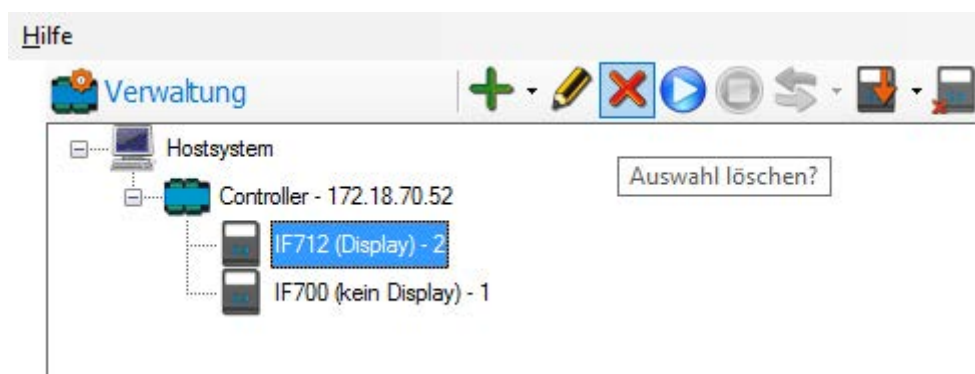 Hilfe
Verwaltung
Hostsystem
Auswahl löschen?
Controller - 172.18.70.52
IF712 (Display) - 2
IF700 (kein Display) - 1